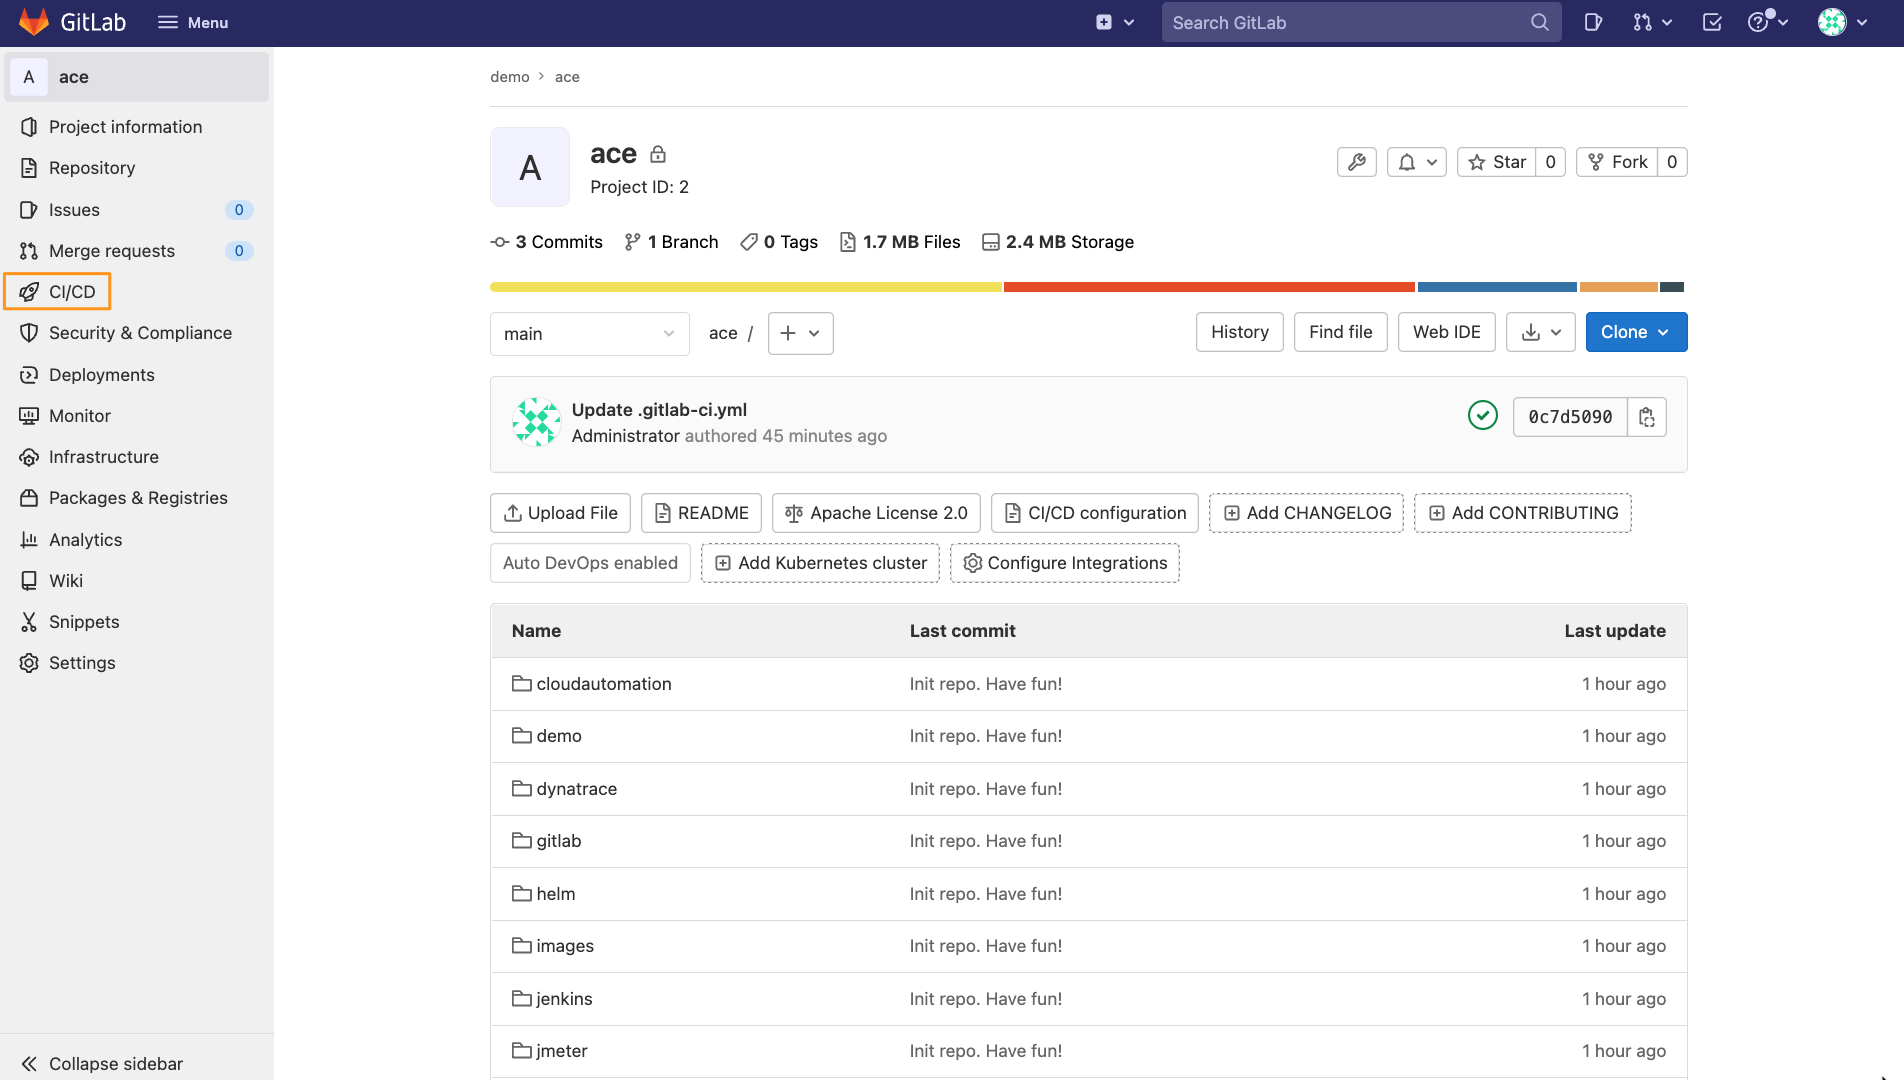 GitLab
Menu
Search GitLab
A ace
Project information
Repository
Issues 0
Merge requests 0
CI/CD
Security & Compliance
Deployments
Monitor
Infrastructure
Packages & Registries
Analytics
Wiki
Snippets
Settings
Collapse sidebar
demo › ace
A
ace
Project ID: 2
Star 0
Fork 0
3 Commits 1 Branch 0 Tags 1.7 MB Files 2.4 MB Storage
main
ace /
History Find file Web IDE Clone
Update .gitlab-ci.yml
Administrator authored 45 minutes ago
0c7d5090
Upload File README Apache License 2.0 CI/CD configuration Add CHANGELOG Add CONTRIBUTING
Auto DevOps enabled Add Kubernetes cluster Configure Integrations
Name Last commit Last update
cloudautomation Init repo. Have fun! 1 hour ago
demo Init repo. Have fun! 1 hour ago
dynatrace Init repo. Have fun! 1 hour ago
gitlab Init repo. Have fun! 1 hour ago
helm Init repo. Have fun! 1 hour ago
images Init repo. Have fun! 1 hour ago
jenkins Init repo. Have fun! 1 hour ago
jmeter Init repo. Have fun! 1 hour ago